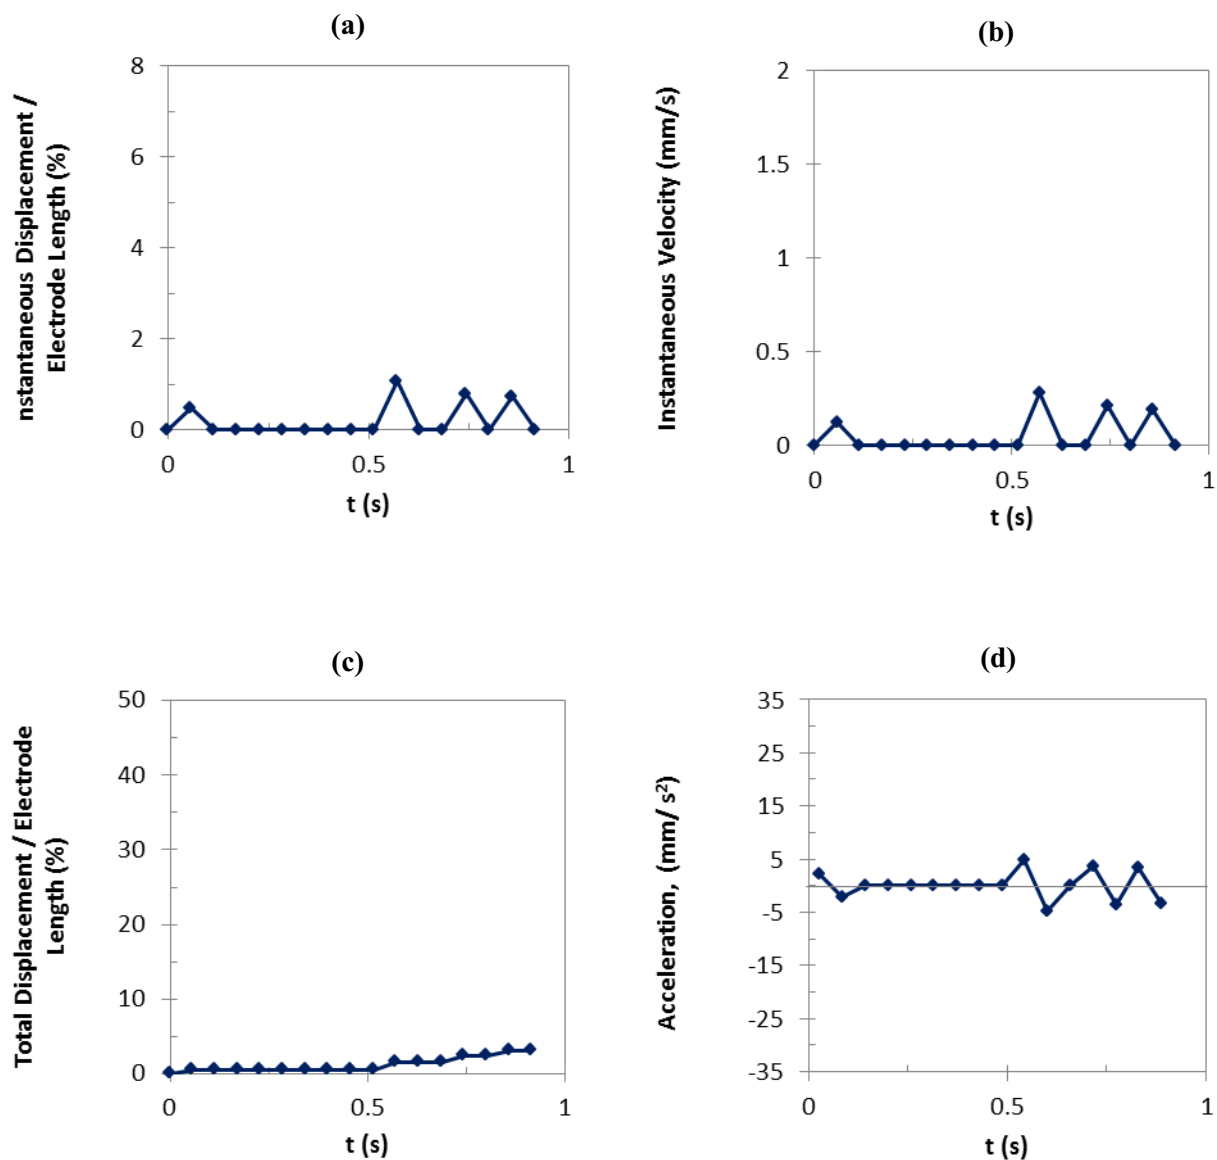 (a)
nstantaneous Displacement /
Electrode Length (%)
8
6
4
2
0
0
0.5
1
t (s)
(b)
Instantaneous Velocity (mm/s)
2
1.5
1
0.5
0
0
0.5
1
t (s)
(c)
Total Displacement / Electrode
Length (%)
50
40
30
20
10
0
0
0.5
1
t (s)
(d)
Acceleration, (mm/ s²)
35
25
15
5
-5
-15
-25
-35
0
0.5
1
t (s)